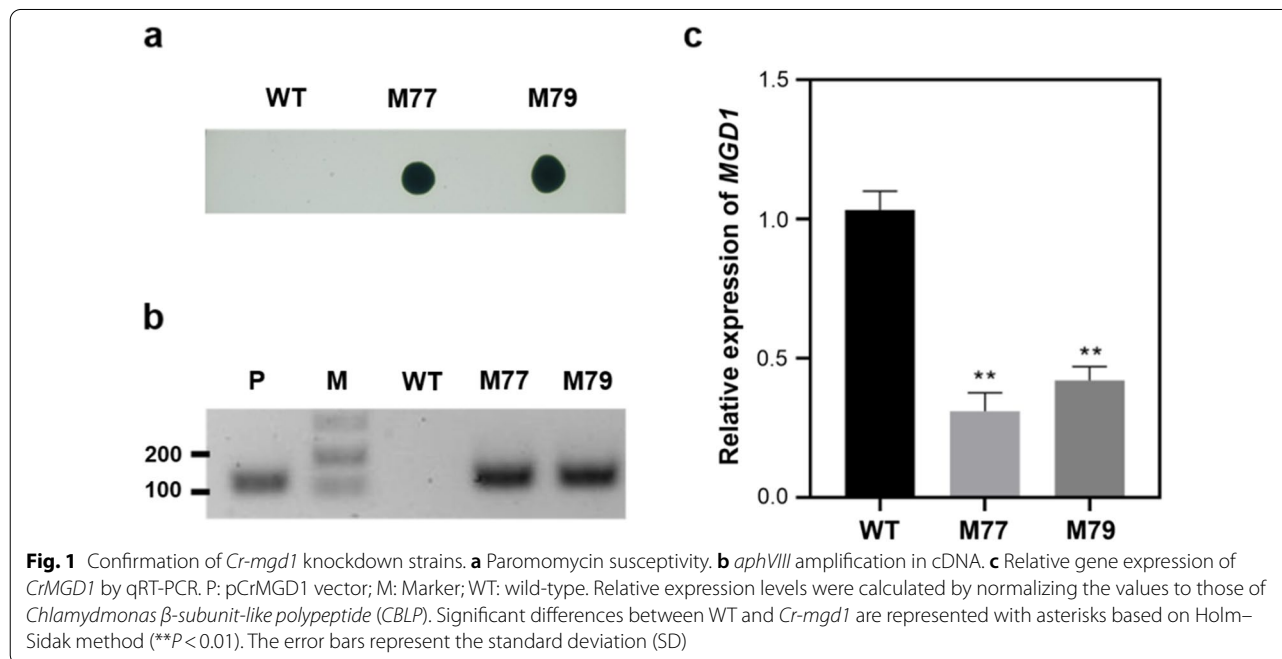 a
WT M77 M79
b
P M WT M77 M79
200
100
c
Relative expression of MGD1
1.5
1.0
0.5
0.0
**
**
WT M77 M79
Fig. 1 Confirmation of Cr-mgd1 knockdown strains. a Paromomycin susceptivity. b aphVIII amplification in cDNA. c Relative gene expression of
CrMGD1 by qRT-PCR. P: pCrMGD1 vector; M: Marker; WT: wild-type. Relative expression levels were calculated by normalizing the values to those of
Chlamydmonas β-subunit-like polypeptide (CBLP). Significant differences between WT and Cr-mgd1 are represented with asterisks based on Holm–
Sidak method (**P < 0.01). The error bars represent the standard deviation (SD)